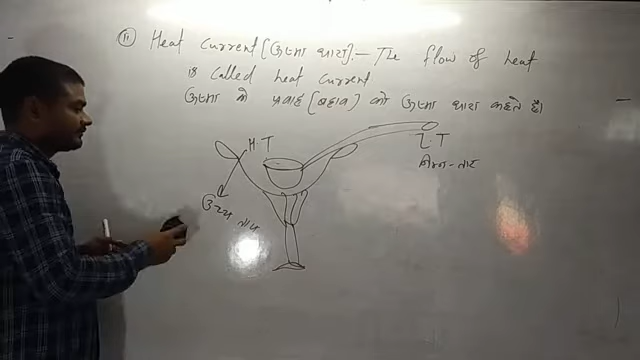 (ii) Heat Current [ऊष्मा धारा].- The flow of heat
is called heat current
ऊष्मा के प्रवाह [बहाव] को ऊष्मा धारा कहते हैं।
H.T
L.T
निम्न-ताप
उच्च ताप